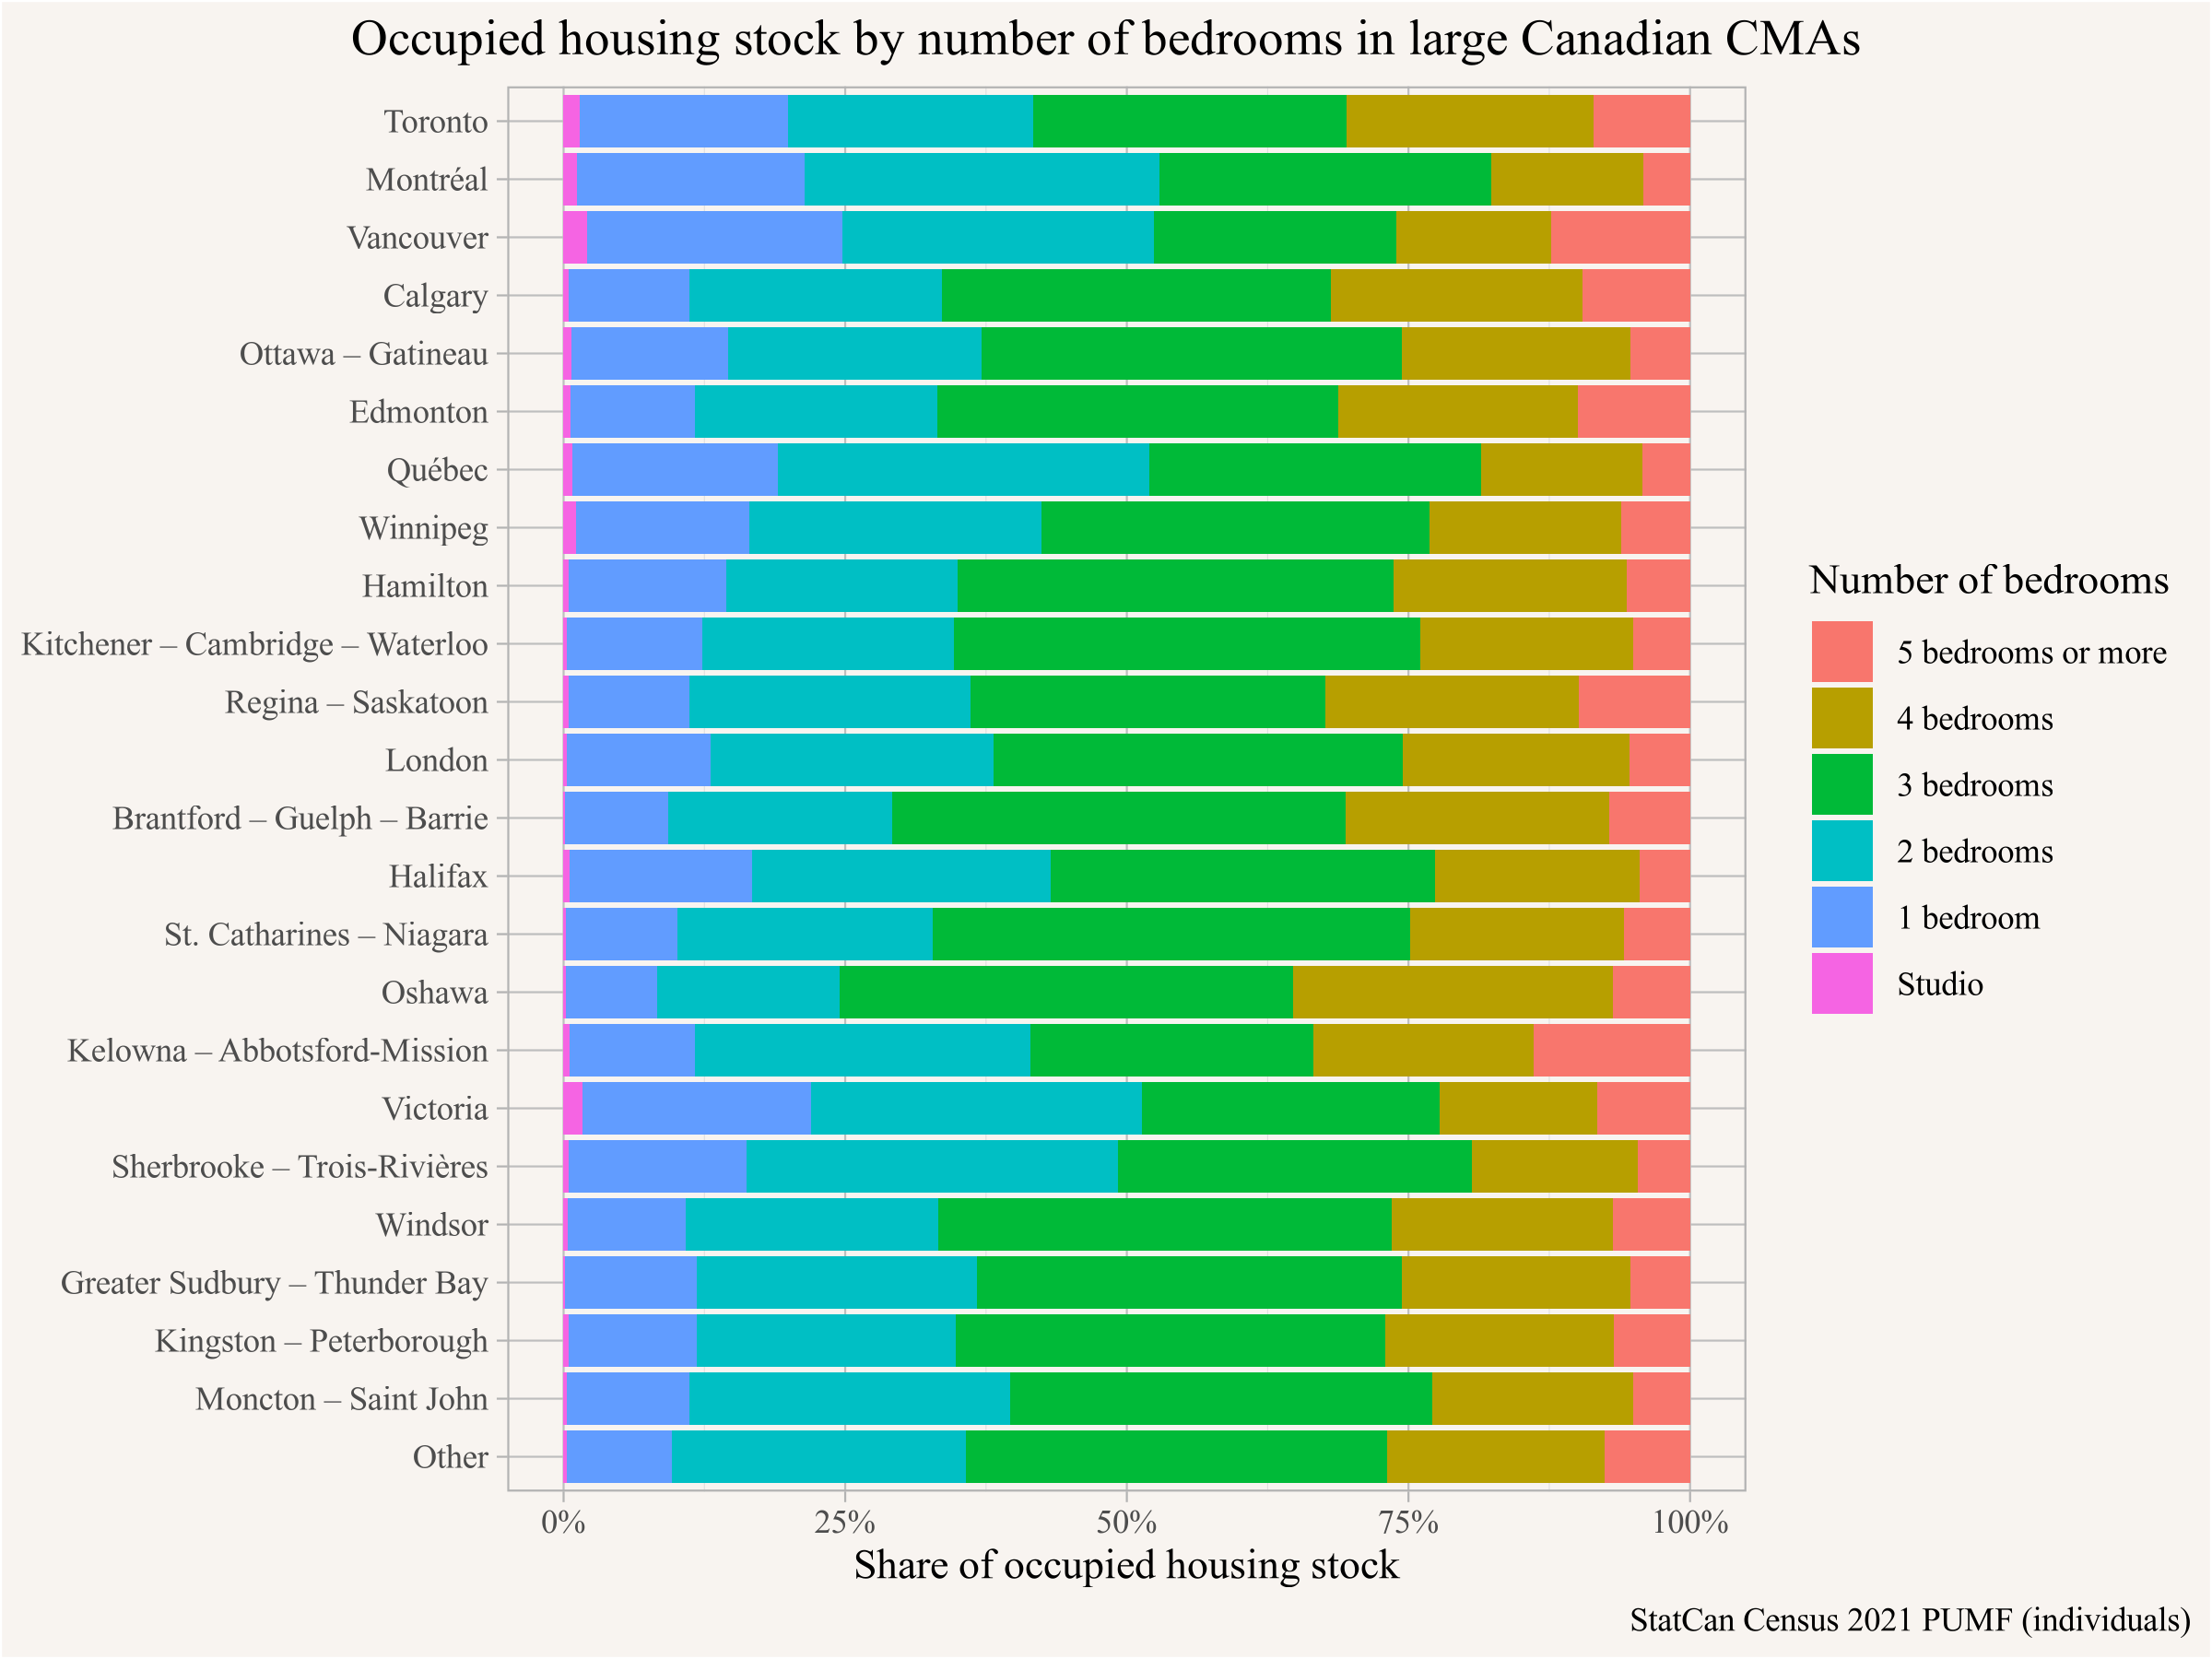 Occupied housing stock by number of bedrooms in large Canadian CMAs
Toronto
Montréal
Vancouver
Calgary
Ottawa – Gatineau
Edmonton
Québec
Winnipeg
Hamilton
Kitchener – Cambridge – Waterloo
Regina – Saskatoon
London
Brantford – Guelph – Barrie
Halifax
St. Catharines – Niagara
Oshawa
Kelowna – Abbotsford-Mission
Victoria
Sherbrooke – Trois-Rivières
Windsor
Greater Sudbury – Thunder Bay
Kingston – Peterborough
Moncton – Saint John
Other
0% 25% 50% 75% 100%
Share of occupied housing stock
Number of bedrooms
5 bedrooms or more
4 bedrooms
3 bedrooms
2 bedrooms
1 bedroom
Studio
StatCan Census 2021 PUMF (individuals)